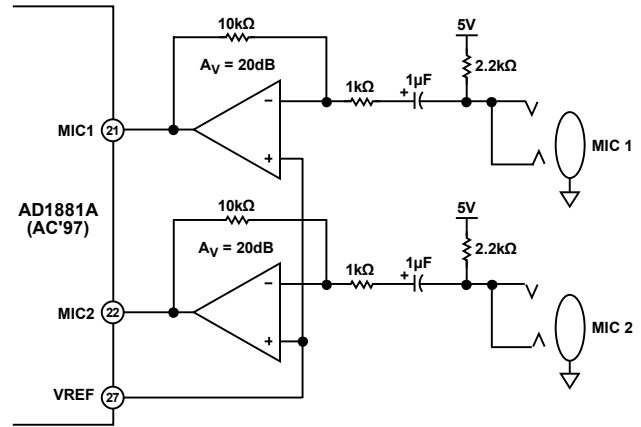 10kΩ
AV = 20dB
5V
2.2kΩ
1kΩ
+ 1µF
−
+
MIC1 21
MIC 1
AD1881A
(AC'97)
10kΩ
AV = 20dB
5V
2.2kΩ
1kΩ
+ 1µF
−
+
MIC2 22
MIC 2
VREF 27